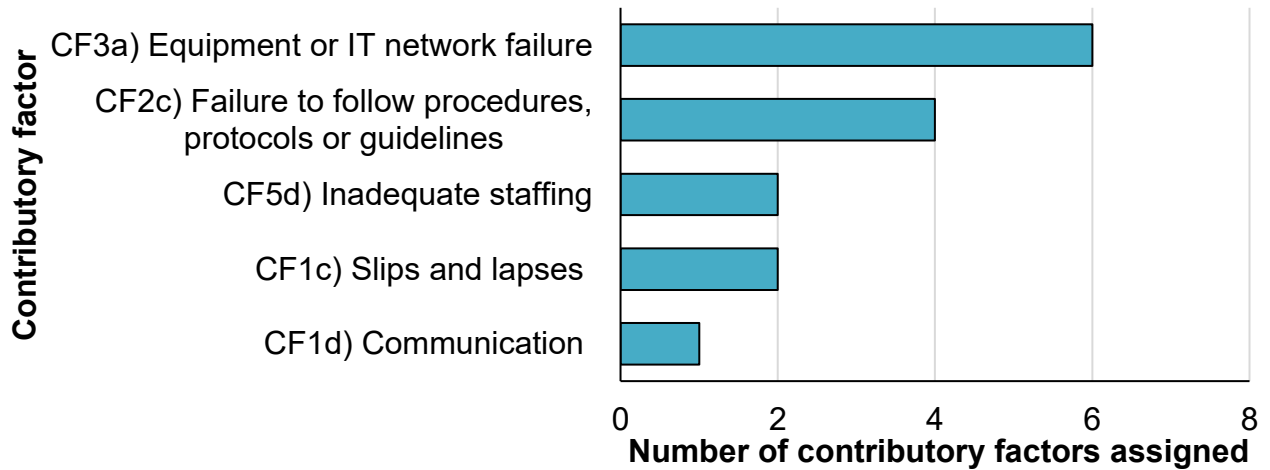 Contributory factor
CF3a) Equipment or IT network failure
CF2c) Failure to follow procedures,
protocols or guidelines
CF5d) Inadequate staffing
CF1c) Slips and lapses
CF1d) Communication
0 2 4 6 8
Number of contributory factors assigned